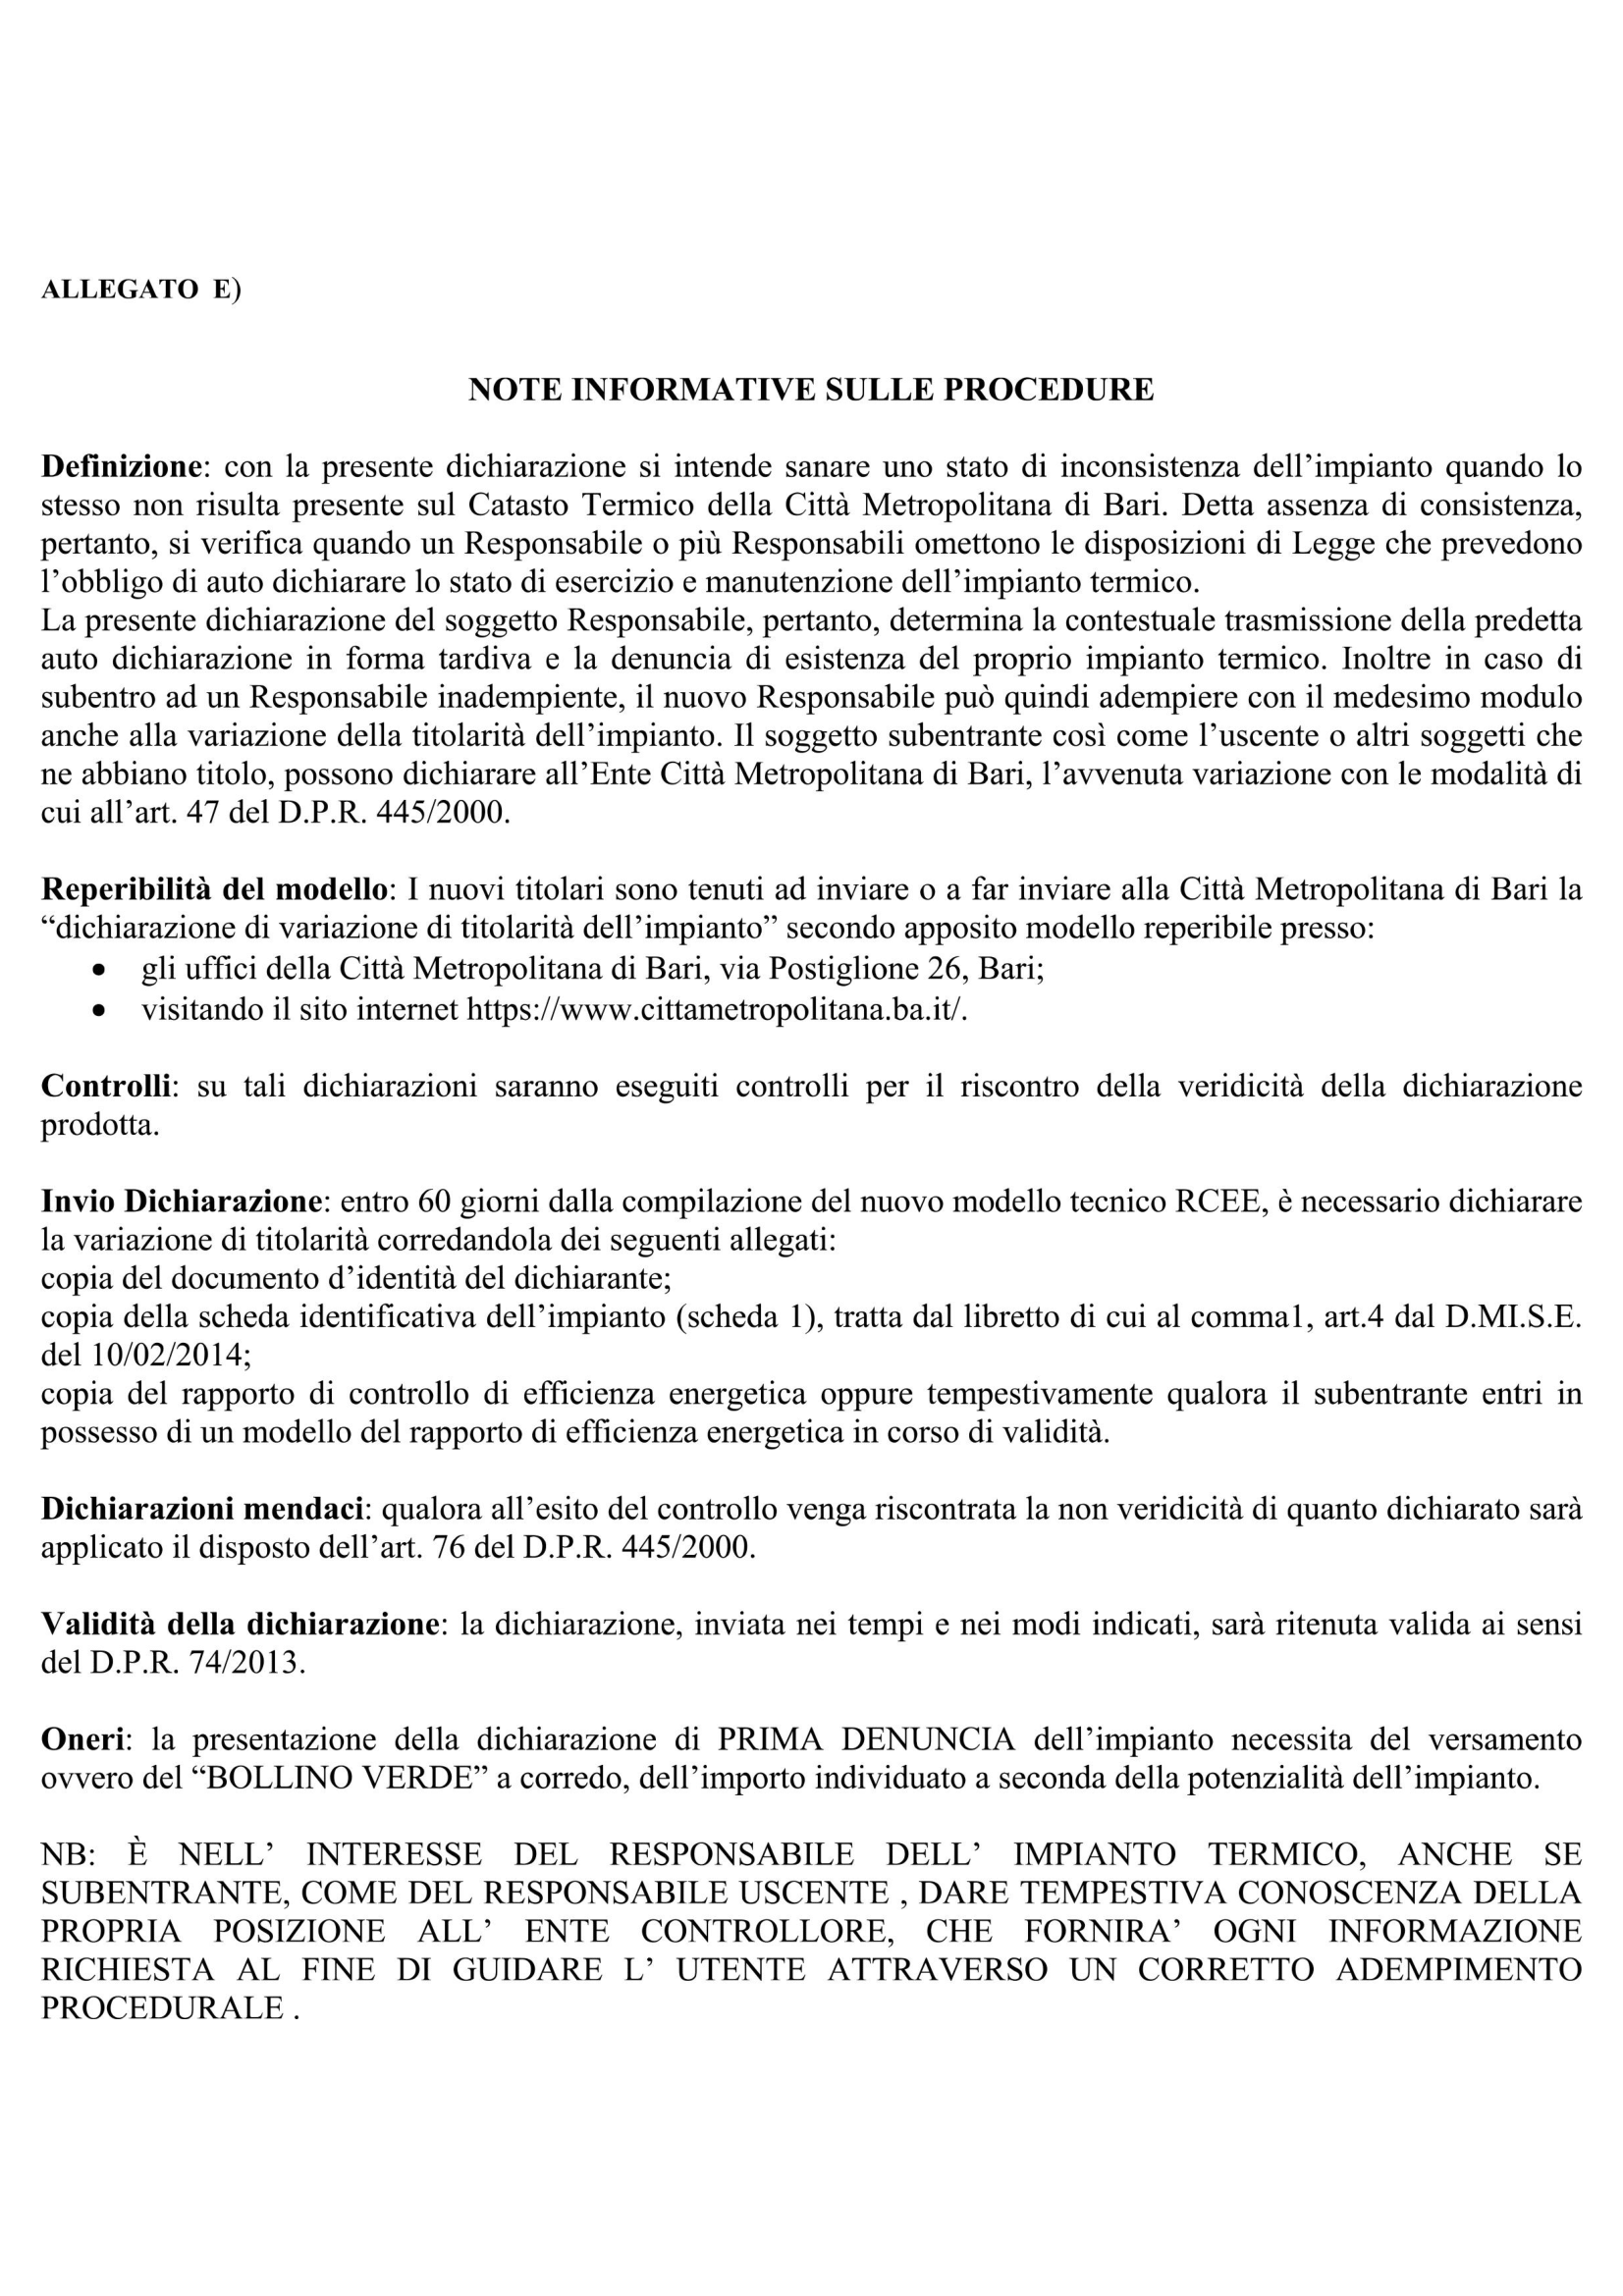 ALLEGATO E)
NOTE INFORMATIVE SULLE PROCEDURE
Definizione: con la presente dichiarazione si intende sanare uno stato di inconsistenza dell’impianto quando lo
stesso non risulta presente sul Catasto Termico della Città Metropolitana di Bari. Detta assenza di consistenza,
pertanto, si verifica quando un Responsabile o più Responsabili omettono le disposizioni di Legge che prevedono
l’obbligo di auto dichiarare lo stato di esercizio e manutenzione dell’impianto termico.
La presente dichiarazione del soggetto Responsabile, pertanto, determina la contestuale trasmissione della predetta
auto dichiarazione in forma tardiva e la denuncia di esistenza del proprio impianto termico. Inoltre in caso di
subentro ad un Responsabile inadempiente, il nuovo Responsabile può quindi adempiere con il medesimo modulo
anche alla variazione della titolarità dell’impianto. Il soggetto subentrante così come l’uscente o altri soggetti che
ne abbiano titolo, possono dichiarare all’Ente Città Metropolitana di Bari, l’avvenuta variazione con le modalità di
cui all’art. 47 del D.P.R. 445/2000.
Reperibilità del modello: I nuovi titolari sono tenuti ad inviare o a far inviare alla Città Metropolitana di Bari la
“dichiarazione di variazione di titolarità dell’impianto” secondo apposito modello reperibile presso:
• gli uffici della Città Metropolitana di Bari, via Postiglione 26, Bari;
• visitando il sito internet https://www.cittametropolitana.ba.it/.
Controlli: su tali dichiarazioni saranno eseguiti controlli per il riscontro della veridicità della dichiarazione
prodotta.
Invio Dichiarazione: entro 60 giorni dalla compilazione del nuovo modello tecnico RCEE, è necessario dichiarare
la variazione di titolarità corredandola dei seguenti allegati:
copia del documento d’identità del dichiarante;
copia della scheda identificativa dell’impianto (scheda 1), tratta dal libretto di cui al comma1, art.4 dal D.MI.S.E.
del 10/02/2014;
copia del rapporto di controllo di efficienza energetica oppure tempestivamente qualora il subentrante entri in
possesso di un modello del rapporto di efficienza energetica in corso di validità.
Dichiarazioni mendaci: qualora all’esito del controllo venga riscontrata la non veridicità di quanto dichiarato sarà
applicato il disposto dell’art. 76 del D.P.R. 445/2000.
Validità della dichiarazione: la dichiarazione, inviata nei tempi e nei modi indicati, sarà ritenuta valida ai sensi
del D.P.R. 74/2013.
Oneri: la presentazione della dichiarazione di PRIMA DENUNCIA dell’impianto necessita del versamento
ovvero del “BOLLINO VERDE” a corredo, dell’importo individuato a seconda della potenzialità dell’impianto.
NB: È NELL’ INTERESSE DEL RESPONSABILE DELL’ IMPIANTO TERMICO, ANCHE SE
SUBENTRANTE, COME DEL RESPONSABILE USCENTE , DARE TEMPESTIVA CONOSCENZA DELLA
PROPRIA POSIZIONE ALL’ ENTE CONTROLLORE, CHE FORNIRA’ OGNI INFORMAZIONE
RICHIESTA AL FINE DI GUIDARE L’ UTENTE ATTRAVERSO UN CORRETTO ADEMPIMENTO
PROCEDURALE .